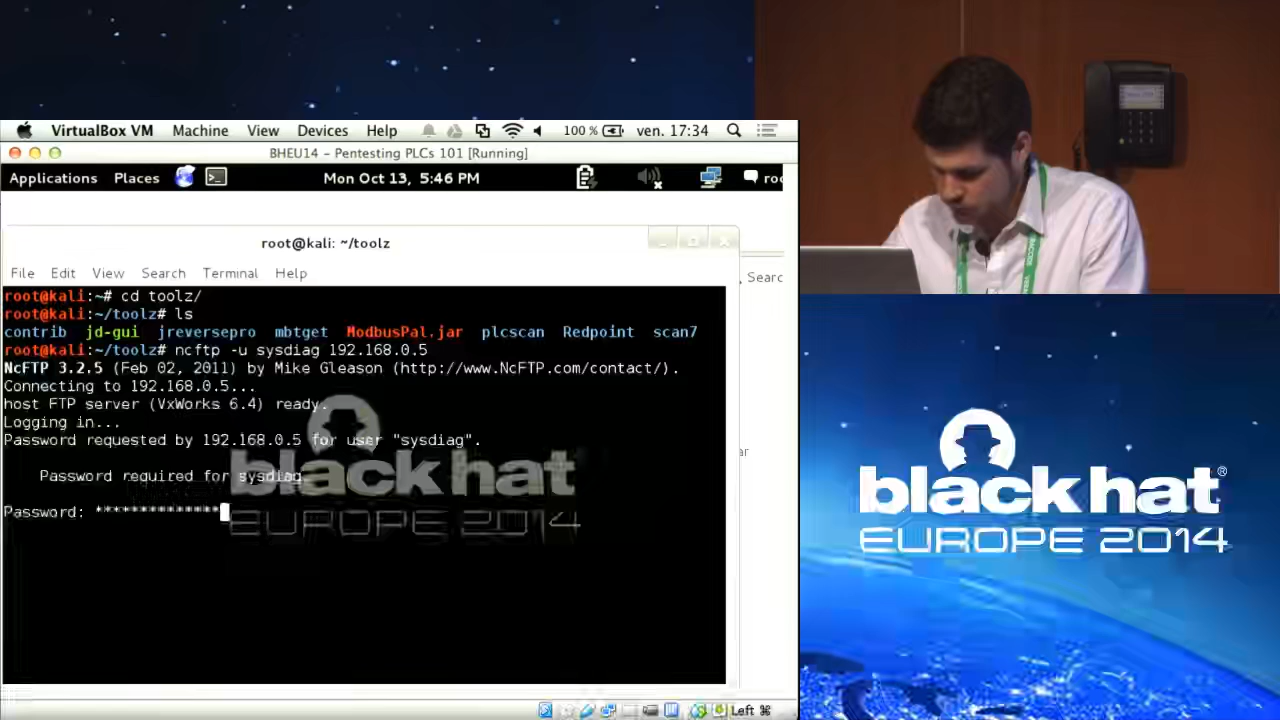 VirtualBox VM Machine View Devices Help 100 % ven. 17:34
BHEU14 – Pentesting PLCs 101 [Running]
Applications Places Mon Oct 13, 5:46 PM roo
root@kali: ~/toolz
File Edit View Search Terminal Help
, Searc
root@kali:~# cd toolz/
root@kali:~/toolz# ls
contrib jd-gui jreversepro mbtget ModbusPal.jar plcscan Redpoint scan7
root@kali:~/toolz# ncftp -u sysdiag 192.168.0.5
NcFTP 3.2.5 (Feb 02, 2011) by Mike Gleason (http://www.NcFTP.com/contact/).
Connecting to 192.168.0.5...
host FTP server (VxWorks 6.4) ready.
Logging in...
Password requested by 192.168.0.5 for user "sysdiag".
ar
Password required for sysdiag.
Password: **************
black hat
EUROPE 2014
Left ⌘
black hat®
EUROPE 2014